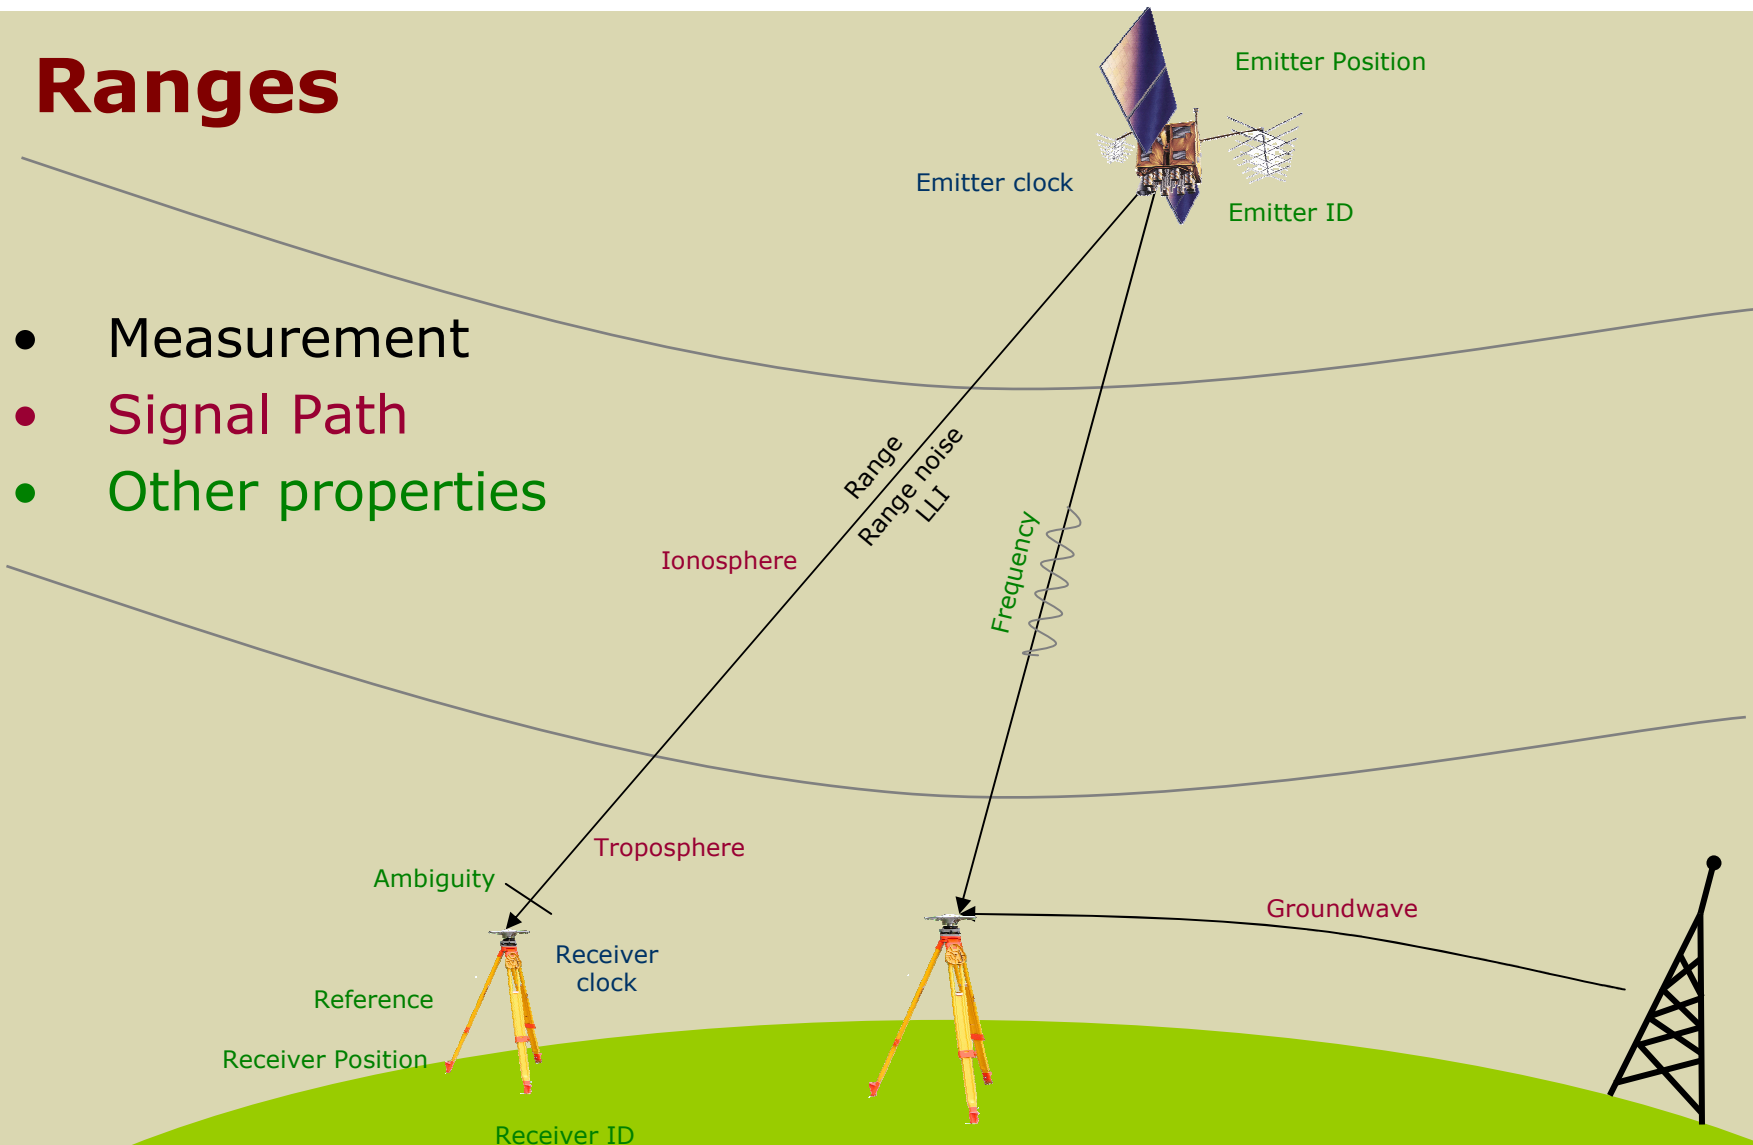 Ranges
Emitter Position
Emitter clock
Emitter ID
• Measurement
• Signal Path
• Other properties
Range
Range noise
LLI
Frequency
Ionosphere
Troposphere
Ambiguity
Groundwave
Receiver
clock
Reference
Receiver Position
Receiver ID